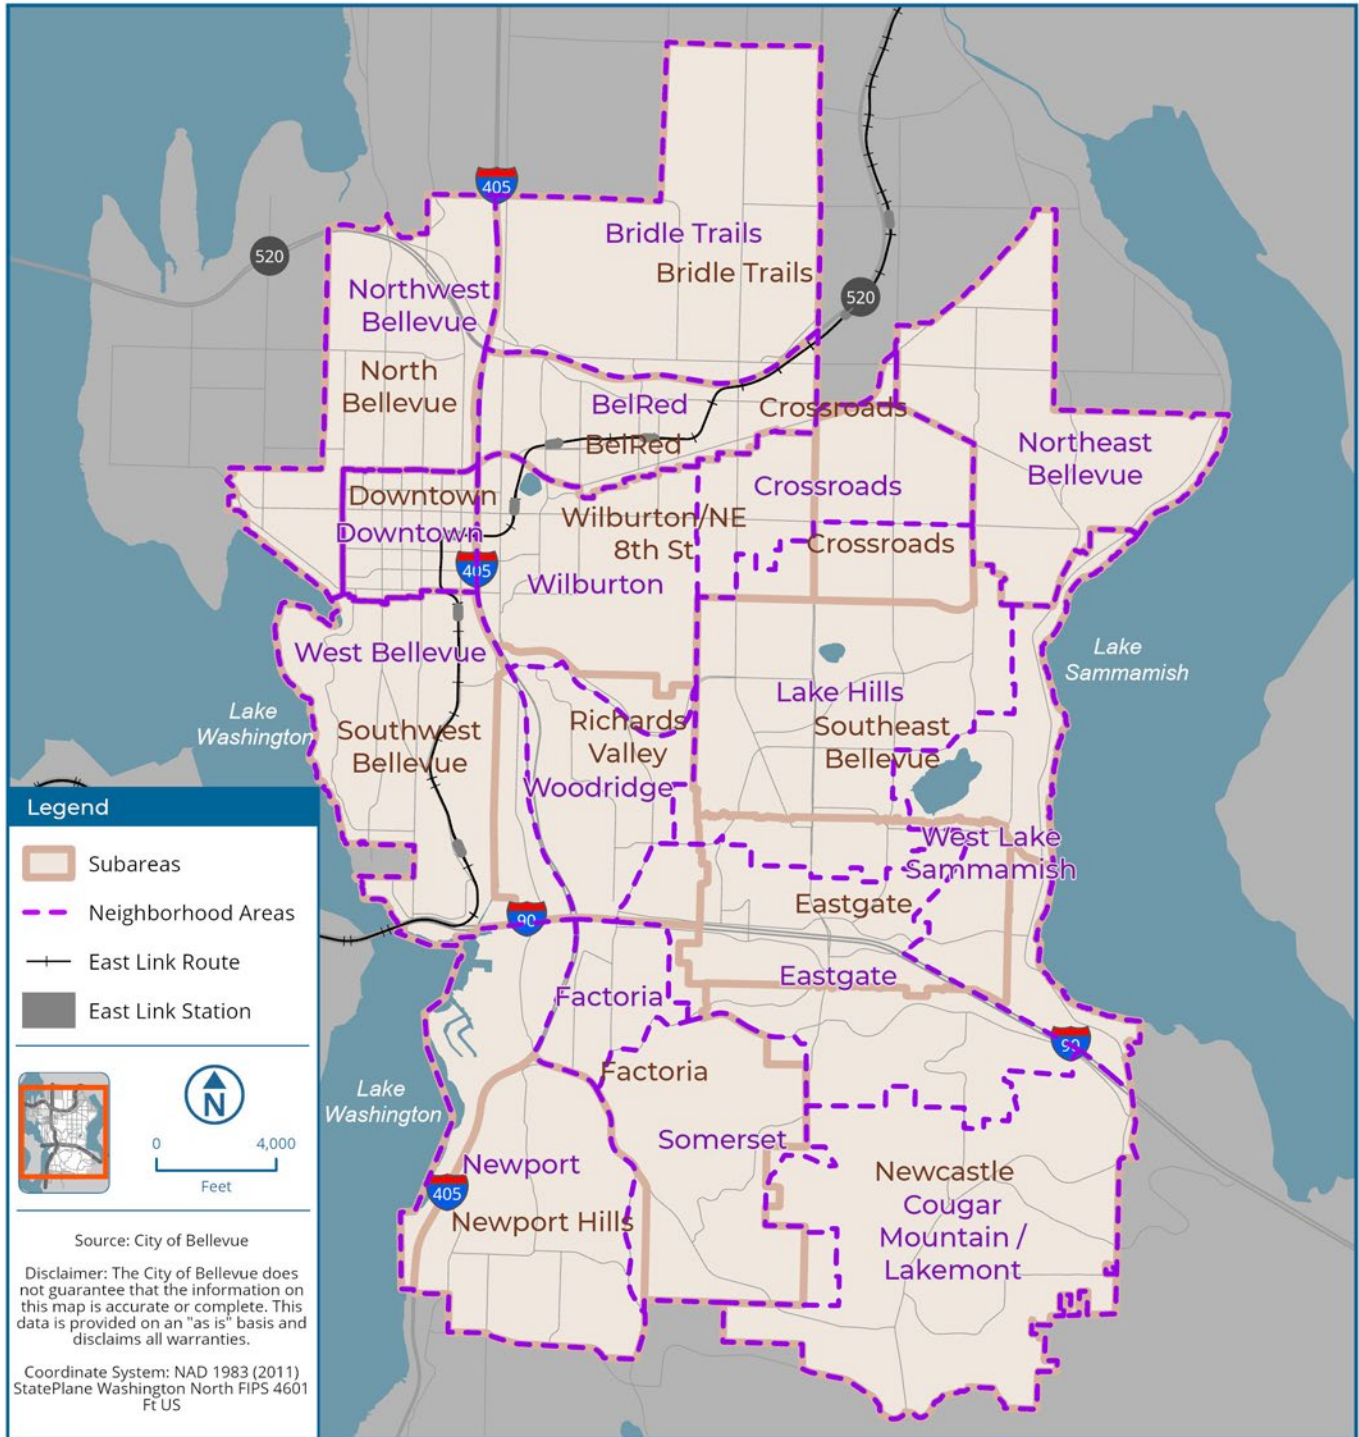 405
520
Bridle Trails
Bridle Trails
520
Northwest
Bellevue
North
Bellevue
BelRed
BelRed
Crossroads
Northeast
Bellevue
Crossroads
Downtown
Downtown
Wilburton/NE
8th St
Crossroads
405
Wilburton
West Bellevue
Lake
Sammamish
Lake Hills
Southeast
Bellevue
Lake
Washington
Southwest
Bellevue
Richards
Valley
Woodridge
West Lake
Sammamish
Eastgate
90
Eastgate
Factoria
90
Factoria
Lake
Washington
Somerset
Newport
405
Newport Hills
Newcastle
Cougar
Mountain /
Lakemont
Legend
Subareas
Neighborhood Areas
East Link Route
East Link Station
N
0 4,000
Feet
Source: City of Bellevue
Disclaimer: The City of Bellevue does
not guarantee that the information on
this map is accurate or complete. This
data is provided on an "as is" basis and
disclaims all warranties.
Coordinate System: NAD 1983 (2011)
StatePlane Washington North FIPS 4601
Ft US